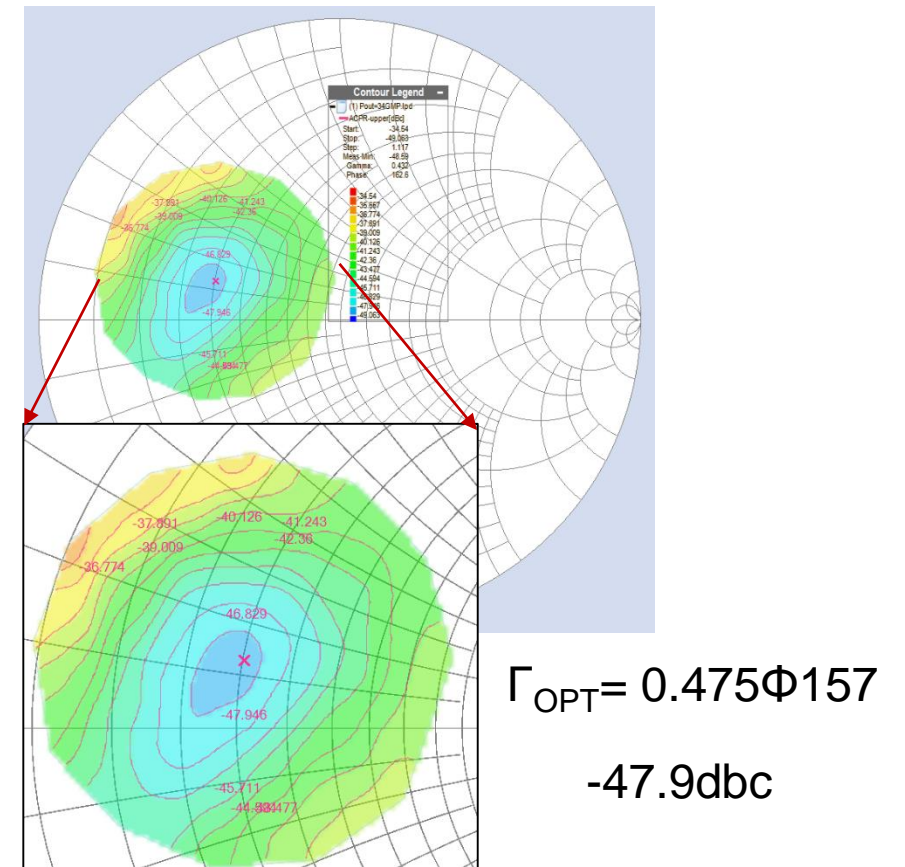 Contour Legend –
(1) Pout=34GMP.lpd
ACPR-upper[dBc]
Start: -34.54
Stop: -49.063
Step: 1.117
Meas-Min: -48.59
Gamma: 0.432
Phase: 162.6
-34.54
-35.657
-36.774
-37.891
-39.009
-40.126
-41.243
-42.36
-43.477
-44.594
-45.711
-46.829
-47.946
-49.063
-37.891
-40.126
-41.243
-39.009
-42.36
-36.774
-46.829
-47.946
-45.711
-37.891
-40.126
-41.243
-39.009
-42.36
-36.774
-46.829
-47.946
-45.711
ΓOPT= 0.475Φ157
-47.9dbc